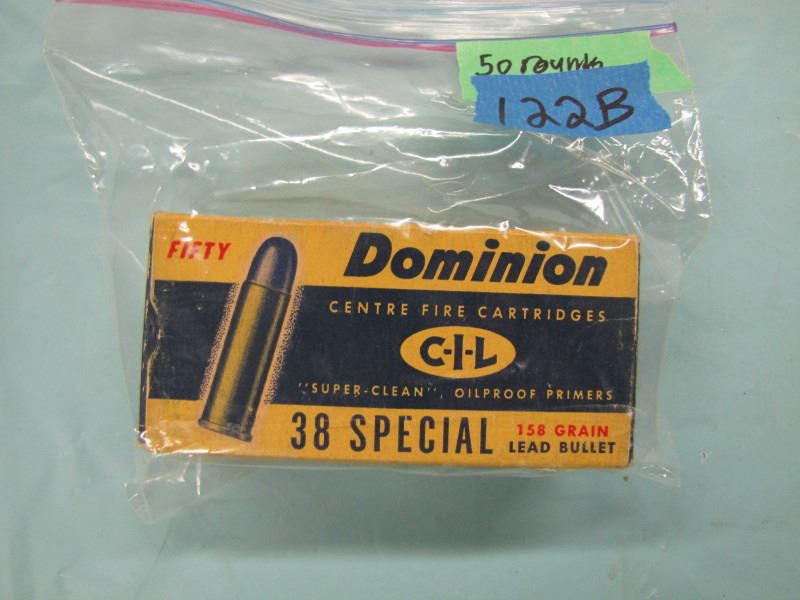 50 rounds
122B
FIFTY
Dominion
CENTRE FIRE CARTRIDGES
C-I-L
"SUPER-CLEAN", OILPROOF PRIMERS
38 SPECIAL
158 GRAIN
LEAD BULLET